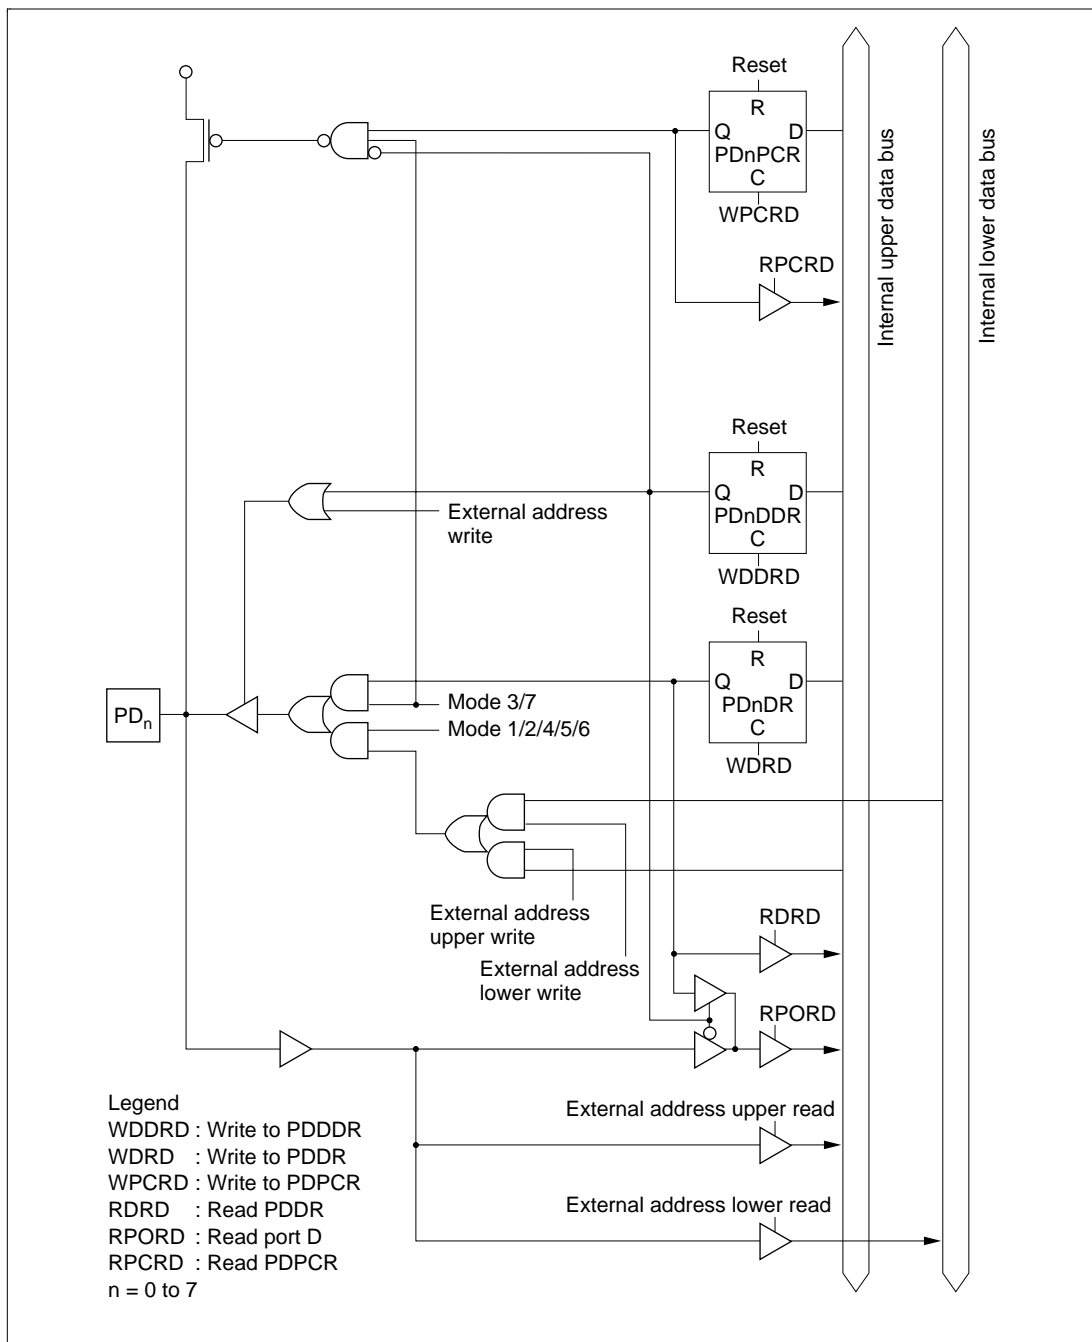 Reset
R
Q D
PDnPCR
C
WPCRD
RPCRD
Internal upper data bus
Internal lower data bus
Reset
R
Q D
PDnDDR
C
WDDRD
External address
write
Reset
R
Q D
PDnDR
C
WDRD
PDn
Mode 3/7
Mode 1/2/4/5/6
External address
upper write
External address
lower write
RDRD
RPORD
External address upper read
External address lower read
Legend
WDDRD : Write to PDDDR
WDRD : Write to PDDR
WPCRD : Write to PDPCR
RDRD : Read PDDR
RPORD : Read port D
RPCRD : Read PDPCR
n = 0 to 7